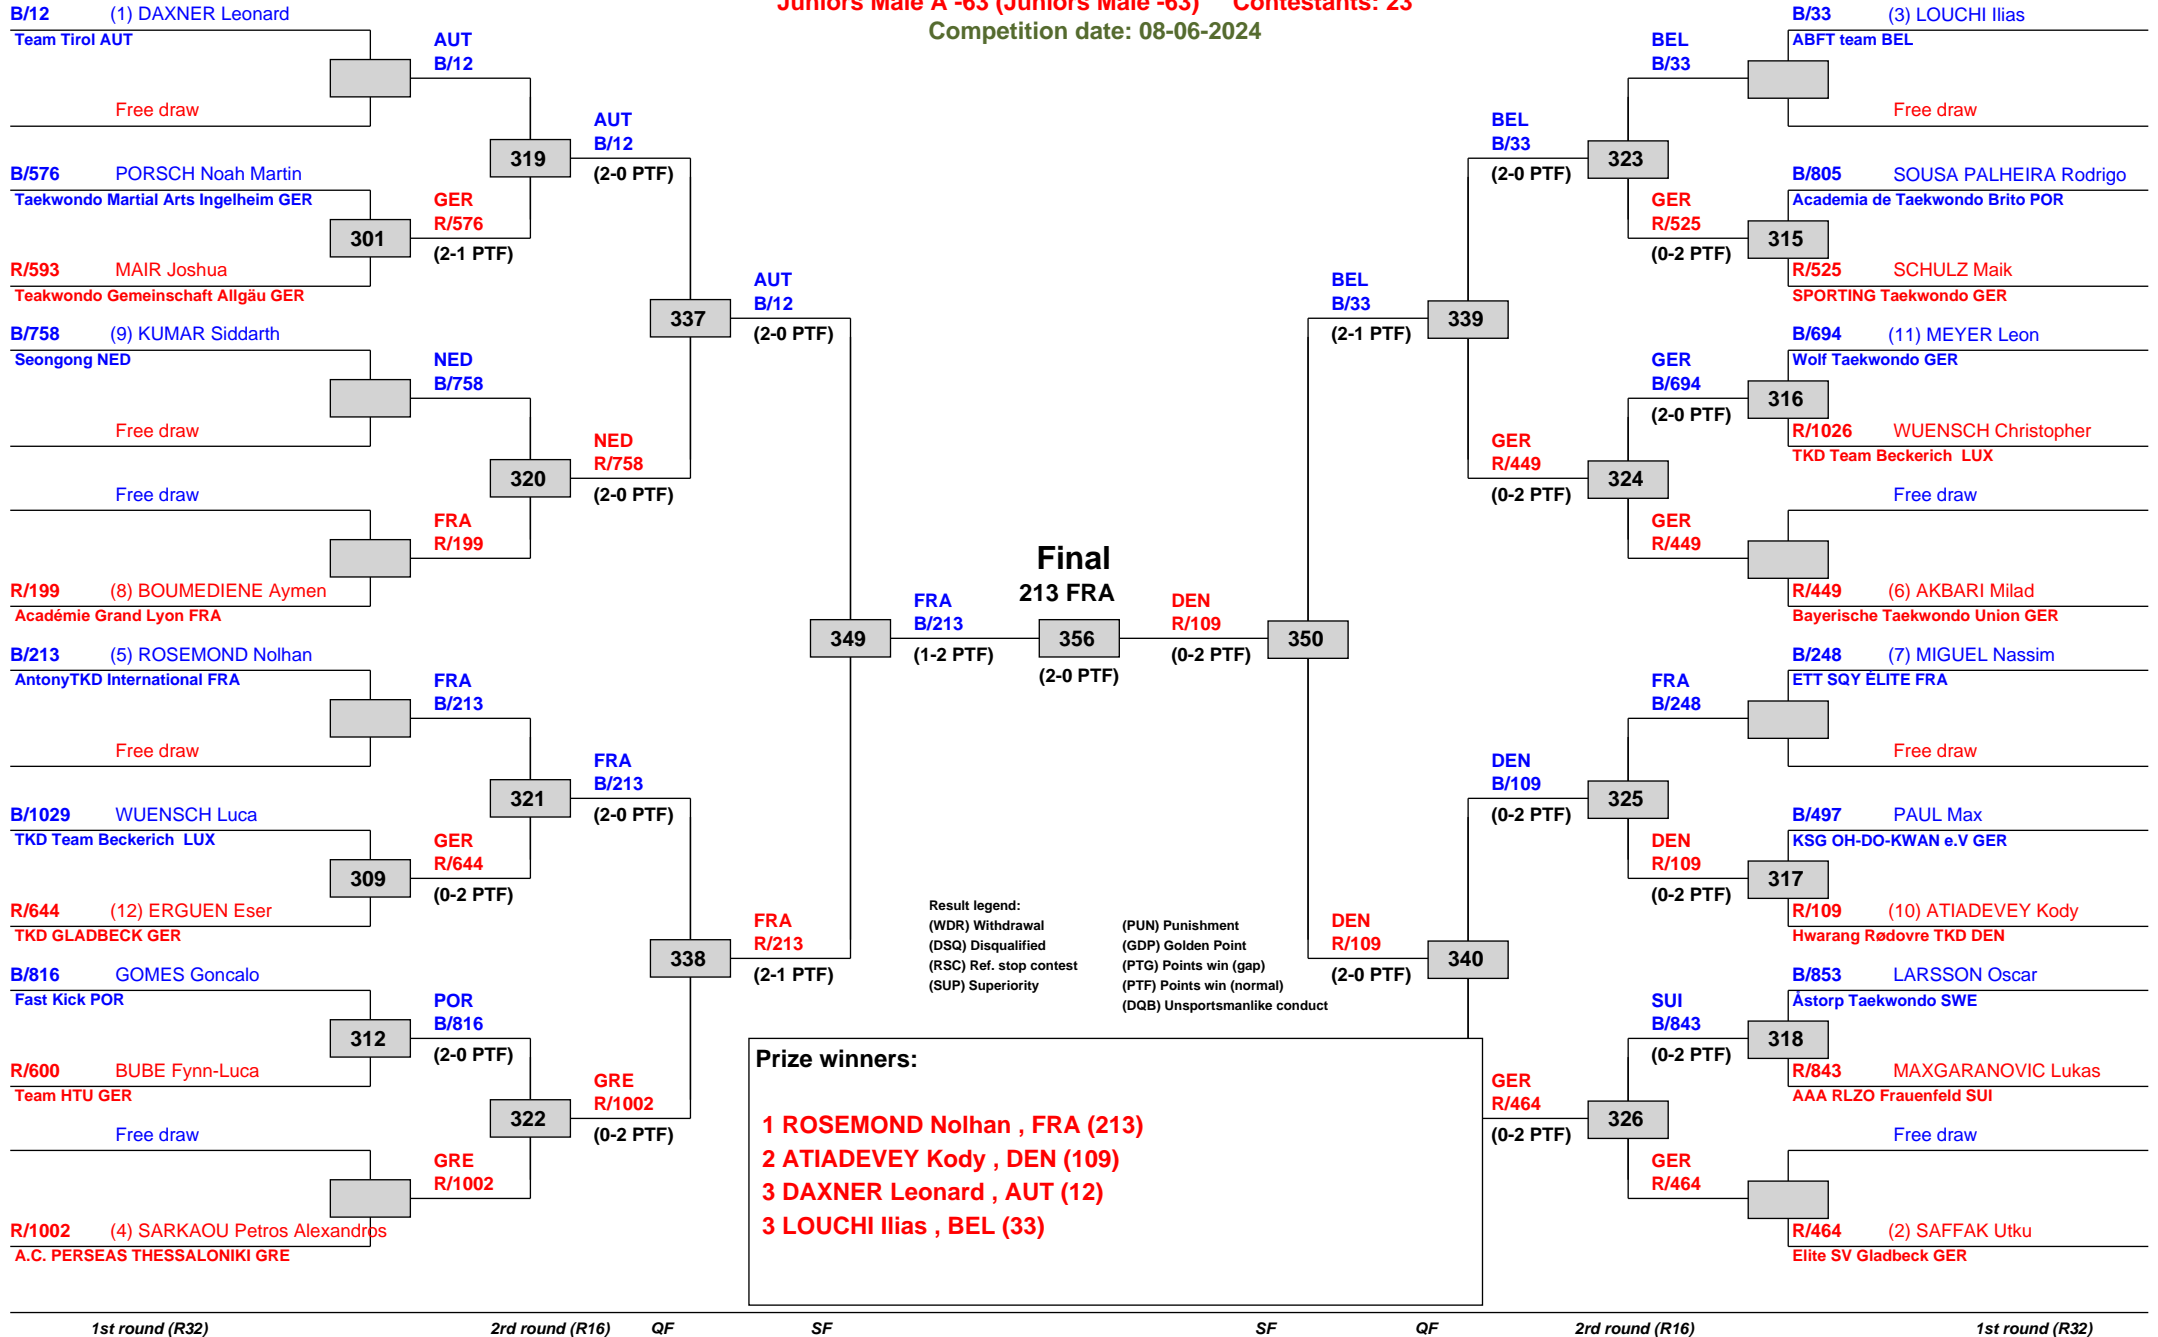 Juniors Male A -63 (Juniors Male -63) Contestants: 23
Competition date: 08-06-2024
B/12 (1) DAXNER Leonard
Team Tirol AUT
Free draw
AUT
B/12
B/576 PORSCH Noah Martin
Taekwondo Martial Arts Ingelheim GER
301
R/593 MAIR Joshua
Teakwondo Gemeinschaft Allgäu GER
GER
R/576
(2-1 PTF)
319
AUT
B/12
(2-0 PTF)
B/758 (9) KUMAR Siddarth
Seongong NED
Free draw
NED
B/758
Free draw
R/199 (8) BOUMEDIENE Aymen
Académie Grand Lyon FRA
FRA
R/199
320
NED
R/758
(2-0 PTF)
337
AUT
B/12
(2-0 PTF)
B/213 (5) ROSEMOND Nolhan
AntonyTKD International FRA
Free draw
FRA
B/213
B/1029 WUENSCH Luca
TKD Team Beckerich LUX
309
R/644 (12) ERGUEN Eser
TKD GLADBECK GER
GER
R/644
(0-2 PTF)
321
FRA
B/213
(2-0 PTF)
B/816 GOMES Goncalo
Fast Kick POR
312
R/600 BUBE Fynn-Luca
Team HTU GER
POR
B/816
(2-0 PTF)
Free draw
R/1002 (4) SARKAOU Petros Alexandros
A.C. PERSEAS THESSALONIKI GRE
GRE
R/1002
322
GRE
R/1002
(0-2 PTF)
338
FRA
R/213
(2-1 PTF)
349
FRA
B/213
(1-2 PTF)
Final
213 FRA
356
(2-0 PTF)
DEN
R/109
(0-2 PTF)
350
B/33 (3) LOUCHI Ilias
ABFT team BEL
Free draw
BEL
B/33
B/805 SOUSA PALHEIRA Rodrigo
Academia de Taekwondo Brito POR
315
R/525 SCHULZ Maik
SPORTING Taekwondo GER
GER
R/525
(0-2 PTF)
323
BEL
B/33
(2-0 PTF)
B/694 (11) MEYER Leon
Wolf Taekwondo GER
316
R/1026 WUENSCH Christopher
TKD Team Beckerich LUX
GER
B/694
(2-0 PTF)
Free draw
R/449 (6) AKBARI Milad
Bayerische Taekwondo Union GER
GER
R/449
324
GER
R/449
(0-2 PTF)
339
BEL
B/33
(2-1 PTF)
B/248 (7) MIGUEL Nassim
ETT SQY ÉLITE FRA
Free draw
FRA
B/248
B/497 PAUL Max
KSG OH-DO-KWAN e.V GER
317
R/109 (10) ATIADEVEY Kody
Hwarang Rødovre TKD DEN
DEN
R/109
(0-2 PTF)
325
DEN
B/109
(0-2 PTF)
B/853 LARSSON Oscar
Åstorp Taekwondo SWE
318
R/843 MAXGARANOVIC Lukas
AAA RLZO Frauenfeld SUI
SUI
B/843
(0-2 PTF)
Free draw
R/464 (2) SAFFAK Utku
Elite SV Gladbeck GER
GER
R/464
326
GER
R/464
(0-2 PTF)
340
DEN
R/109
(2-0 PTF)
Result legend:
(WDR) Withdrawal (PUN) Punishment
(DSQ) Disqualified (GDP) Golden Point
(RSC) Ref. stop contest (PTG) Points win (gap)
(SUP) Superiority (PTF) Points win (normal)
(DQB) Unsportsmanlike conduct
Prize winners:
1 ROSEMOND Nolhan , FRA (213)
2 ATIADEVEY Kody , DEN (109)
3 DAXNER Leonard , AUT (12)
3 LOUCHI Ilias , BEL (33)
1st round (R32) 2rd round (R16) QF SF SF QF 2rd round (R16) 1st round (R32)